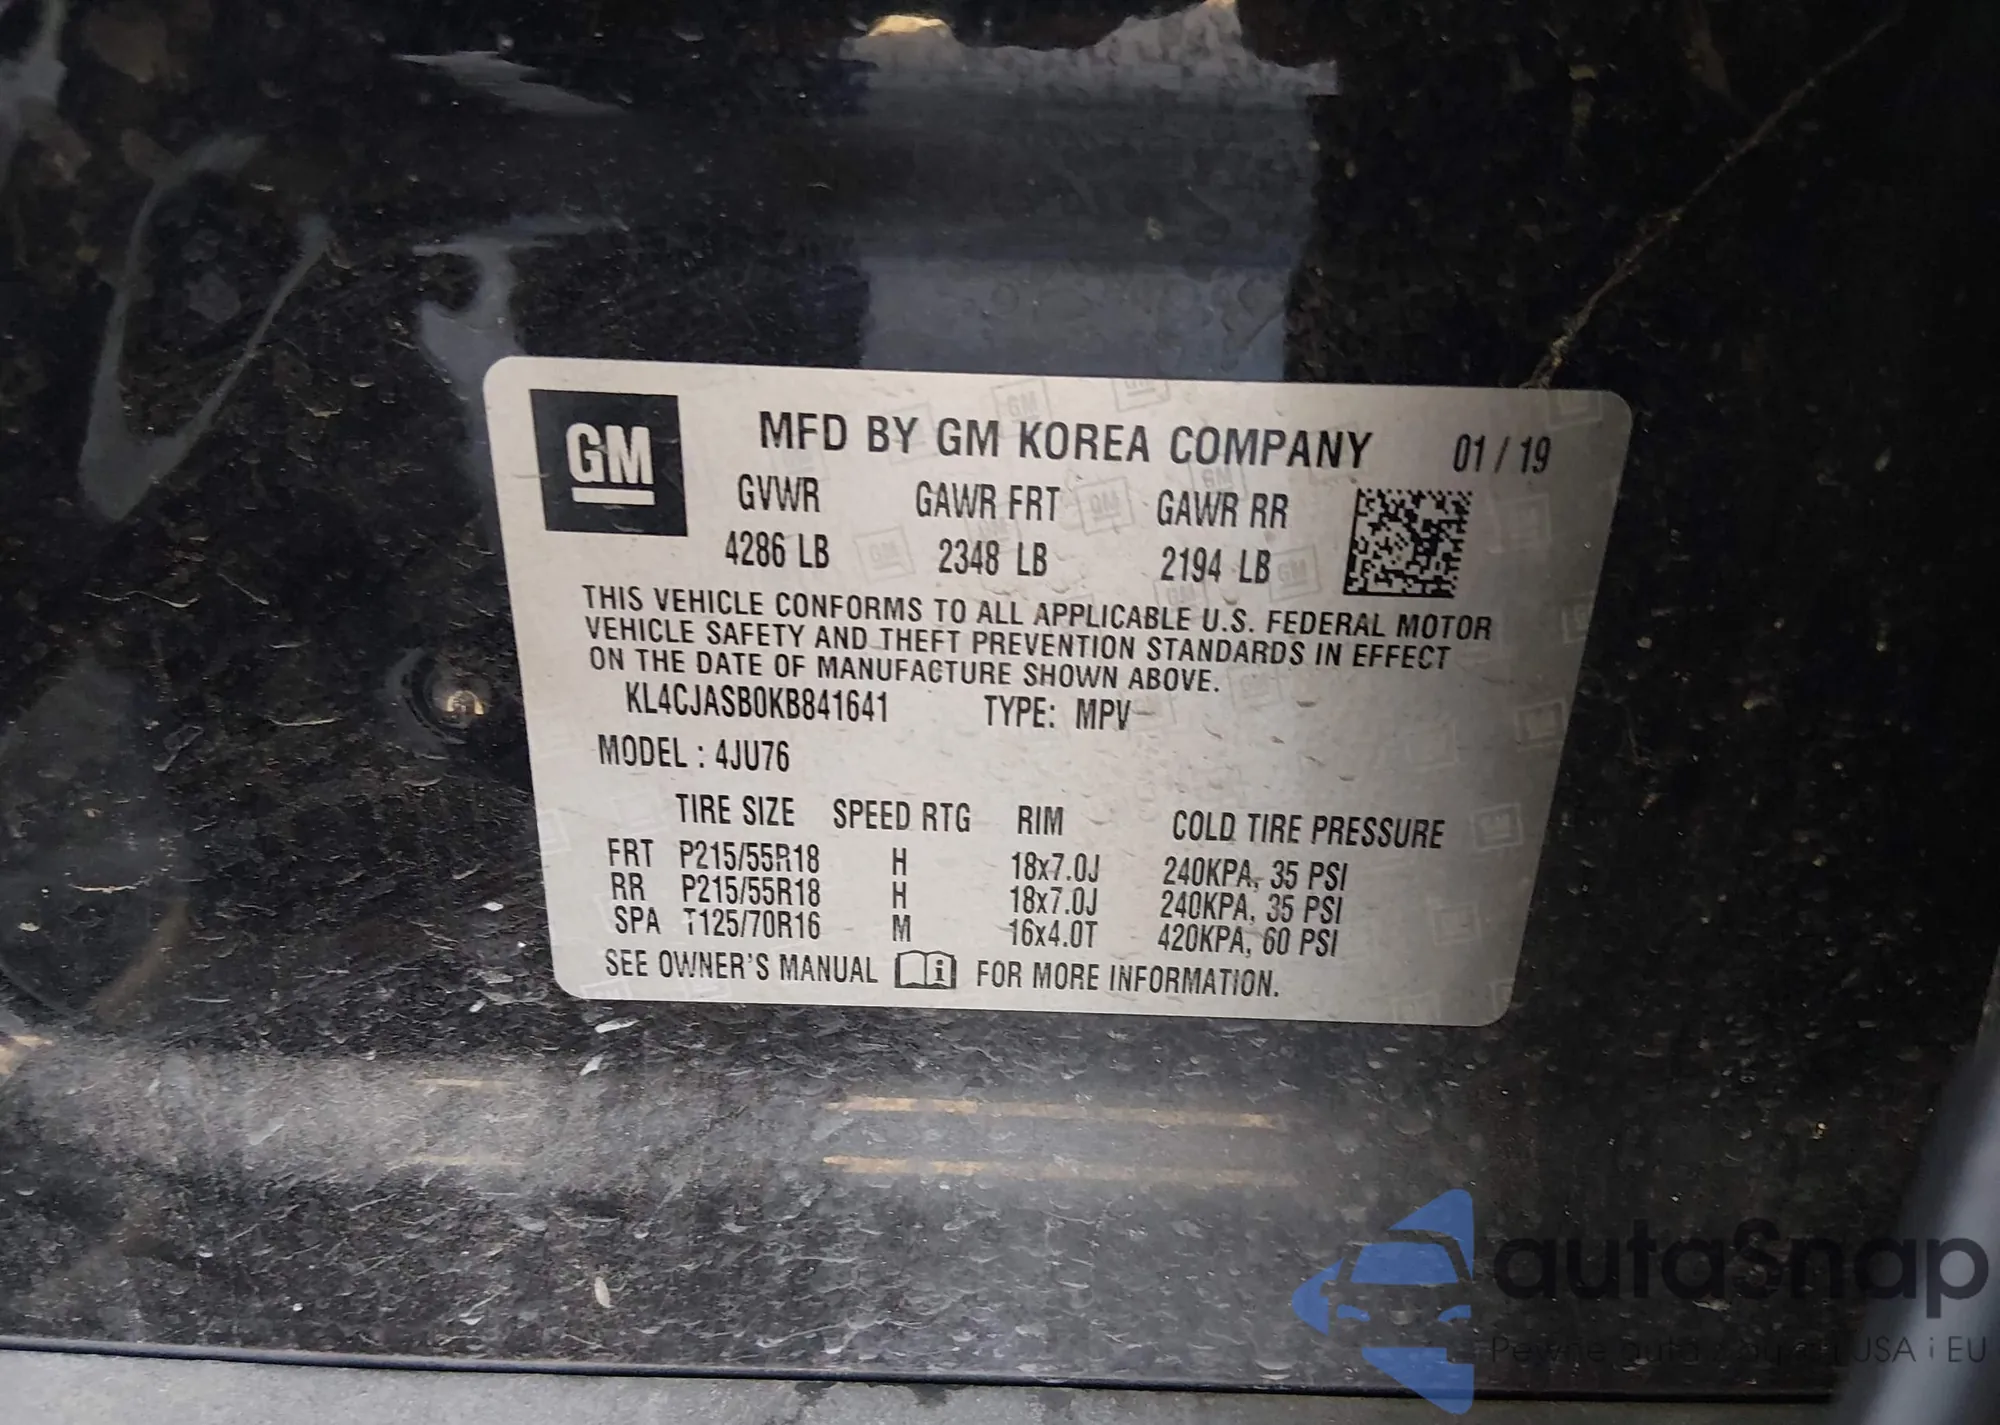 GM
MFD BY GM KOREA COMPANY 01 / 19
GVWR GAWR FRT GAWR RR
4286 LB 2348 LB 2194 LB
THIS VEHICLE CONFORMS TO ALL APPLICABLE U.S. FEDERAL MOTOR
VEHICLE SAFETY AND THEFT PREVENTION STANDARDS IN EFFECT
ON THE DATE OF MANUFACTURE SHOWN ABOVE.
KL4CJASB0KB841641 TYPE: MPV
MODEL : 4JU76
TIRE SIZE SPEED RTG RIM COLD TIRE PRESSURE
FRT P215/55R18 H 18x7.0J 240KPA, 35 PSI
RR P215/55R18 H 18x7.0J 240KPA, 35 PSI
SPA T125/70R16 M 16x4.0T 420KPA, 60 PSI
SEE OWNER'S MANUAL i FOR MORE INFORMATION.
autaSnap
Pewne auta z USA i EU